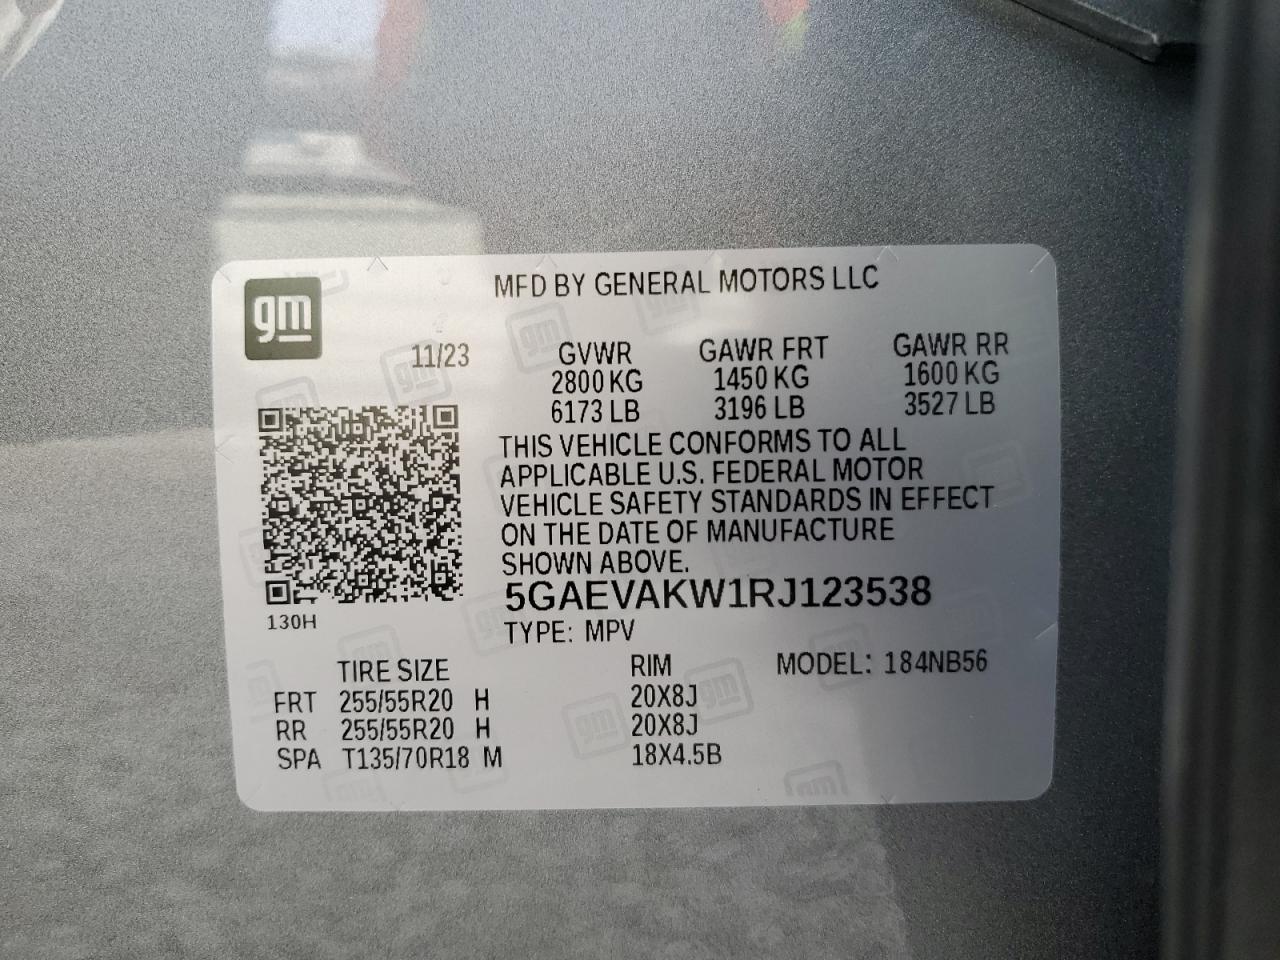 gm
MFD BY GENERAL MOTORS LLC
11/23
GVWR GAWR FRT GAWR RR
2800 KG 1450 KG 1600 KG
6173 LB 3196 LB 3527 LB
THIS VEHICLE CONFORMS TO ALL
APPLICABLE U.S. FEDERAL MOTOR
VEHICLE SAFETY STANDARDS IN EFFECT
ON THE DATE OF MANUFACTURE
SHOWN ABOVE.
5GAEVAKW1RJ123538
130H
TYPE: MPV
TIRE SIZE RIM MODEL: 184NB56
FRT 255/55R20 H 20X8J
RR 255/55R20 H 20X8J
SPA T135/70R18 M 18X4.5B